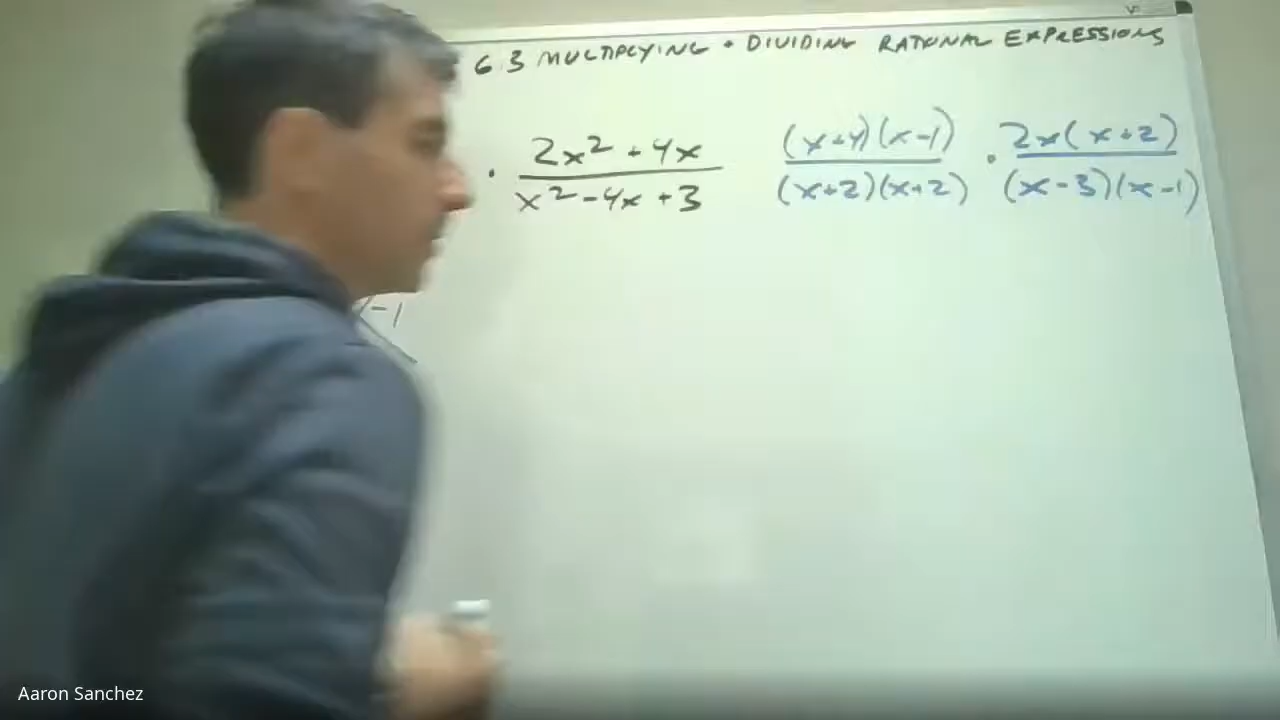 6.3 MULTIPLYING + DIVIDING RATIONAL EXPRESSIONS
· 2x² + 4x (x+4)(x-1) · 2x(x+2)
x² - 4x + 3 (x+2)(x+2) (x-3)(x-1)
-1
Aaron Sanchez